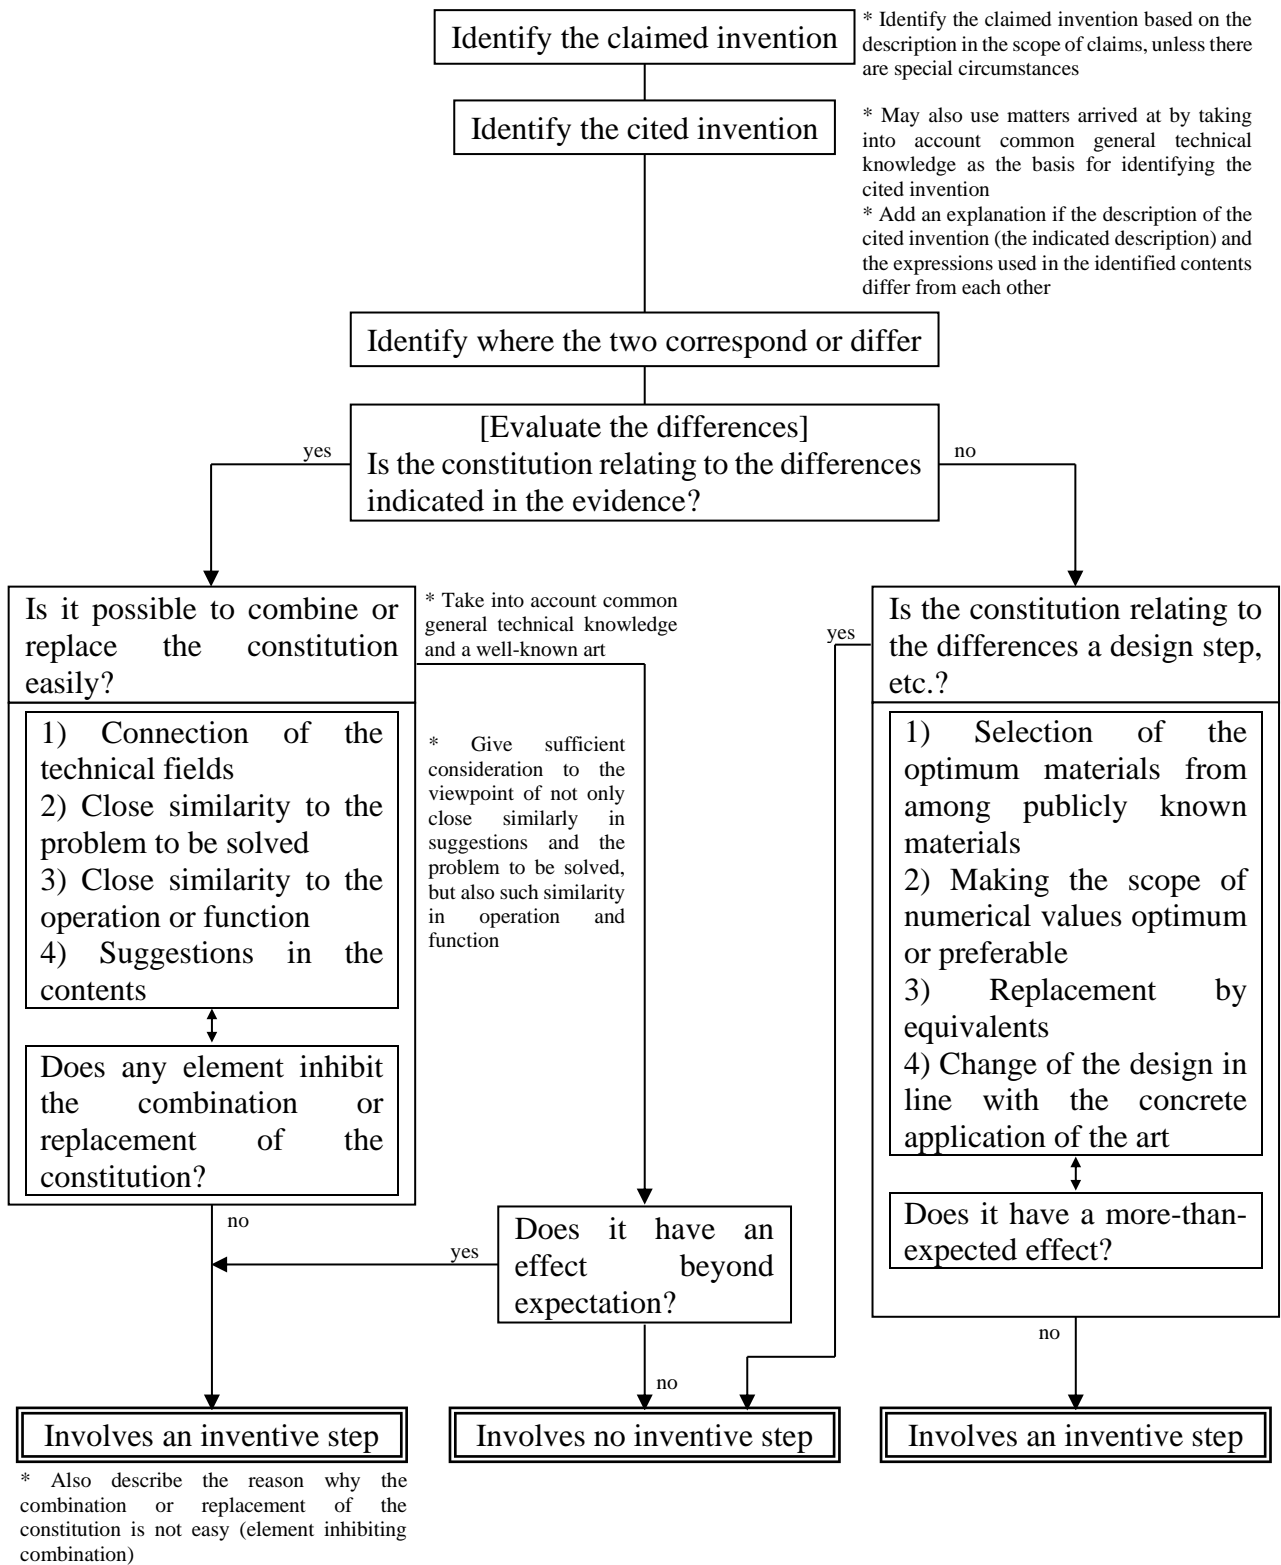 Identify the claimed invention
* Identify the claimed invention based on the
description in the scope of claims, unless there
are special circumstances
Identify the cited invention
* May also use matters arrived at by taking
into account common general technical
knowledge as the basis for identifying the
cited invention
* Add an explanation if the description of the
cited invention (the indicated description) and
the expressions used in the identified contents
differ from each other
Identify where the two correspond or differ
[Evaluate the differences]
Is the constitution relating to the differences
indicated in the evidence?
yes
no
Is it possible to combine or
replace the constitution
easily?
1) Connection of the
technical fields
2) Close similarity to the
problem to be solved
3) Close similarity to the
operation or function
4) Suggestions in the
contents
Does any element inhibit
the combination or
replacement of the
constitution?
* Take into account common
general technical knowledge
and a well-known art
* Give sufficient
consideration to the
viewpoint of not only
close similarly in
suggestions and the
problem to be solved,
but also such similarity
in operation and
function
yes
Is the constitution relating to
the differences a design step,
etc.?
1) Selection of the
optimum materials from
among publicly known
materials
2) Making the scope of
numerical values optimum
or preferable
3) Replacement by
equivalents
4) Change of the design in
line with the concrete
application of the art
Does it have a more-than-
expected effect?
no
yes
Does it have an
effect beyond
expectation?
no
no
Involves an inventive step
Involves no inventive step
Involves an inventive step
* Also describe the reason why the
combination or replacement of the
constitution is not easy (element inhibiting
combination)